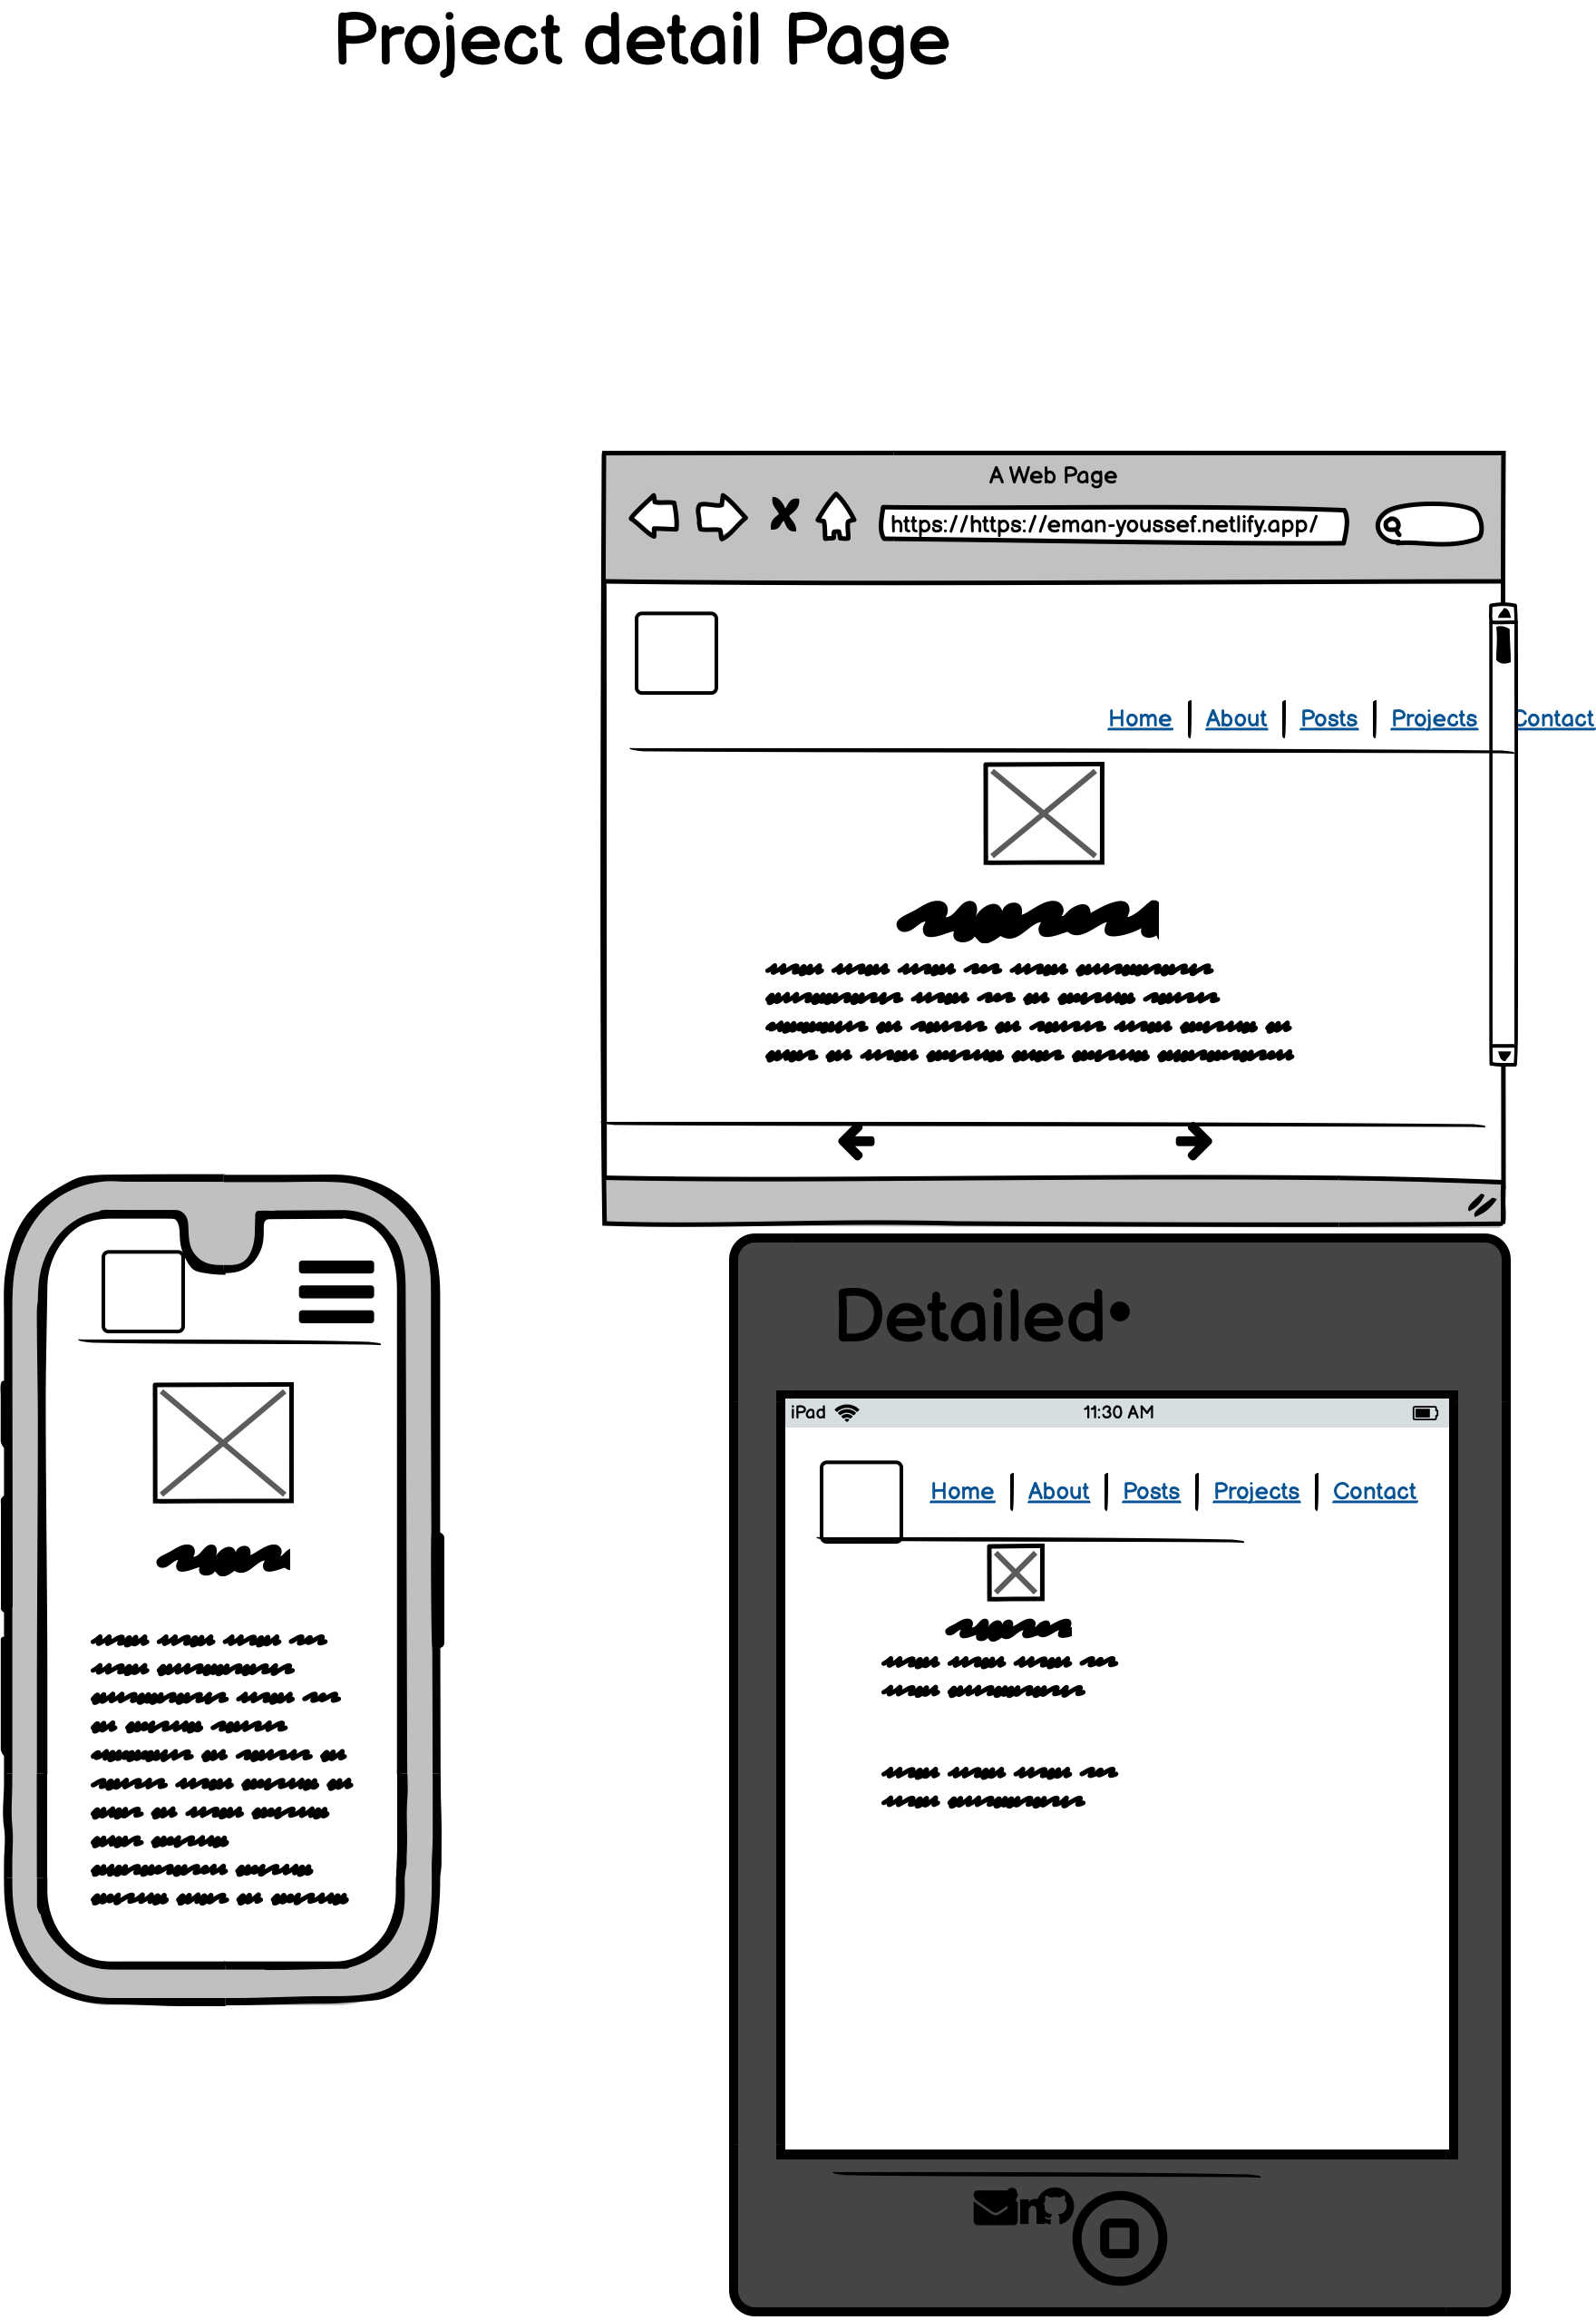 Project detail Page
A Web Page
https://https://eman-youssef.netlify.app/
Home About Posts Projects Contact
Detailed
iPad 11:30 AM
Home About Posts Projects Contact